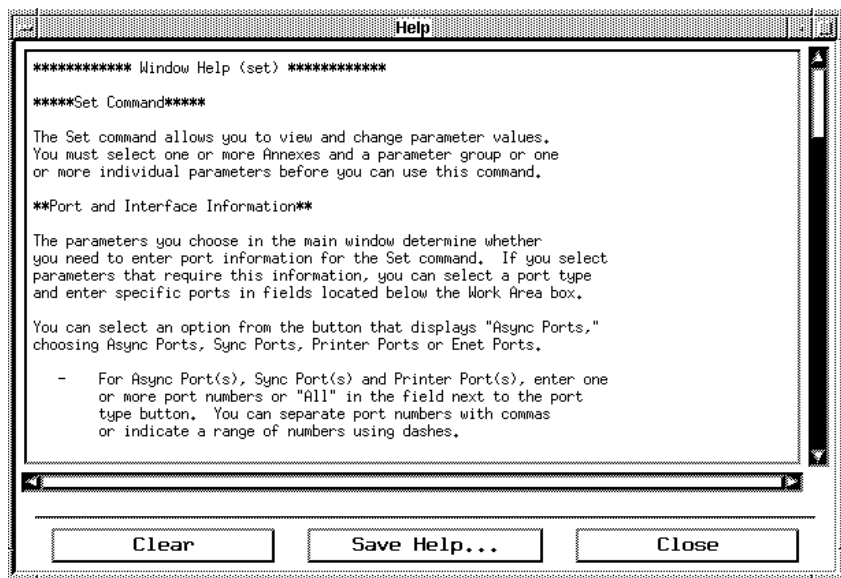 Help
************ Window Help (set) ************
*****Set Command*****
The Set command allows you to view and change parameter values.
You must select one or more Annexes and a parameter group or one
or more individual parameters before you can use this command.
**Port and Interface Information**
The parameters you choose in the main window determine whether
you need to enter port information for the Set command.  If you select
parameters that require this information, you can select a port type
and enter specific ports in fields located below the Work Area box.
You can select an option from the button that displays "Async Ports,"
choosing Async Ports, Sync Ports, Printer Ports or Enet Ports.
-    For Async Port(s), Sync Port(s) and Printer Port(s), enter one
or more port numbers or "All" in the field next to the port
type button.  You can separate port numbers with commas
or indicate a range of numbers using dashes.
Clear    Save Help...    Close